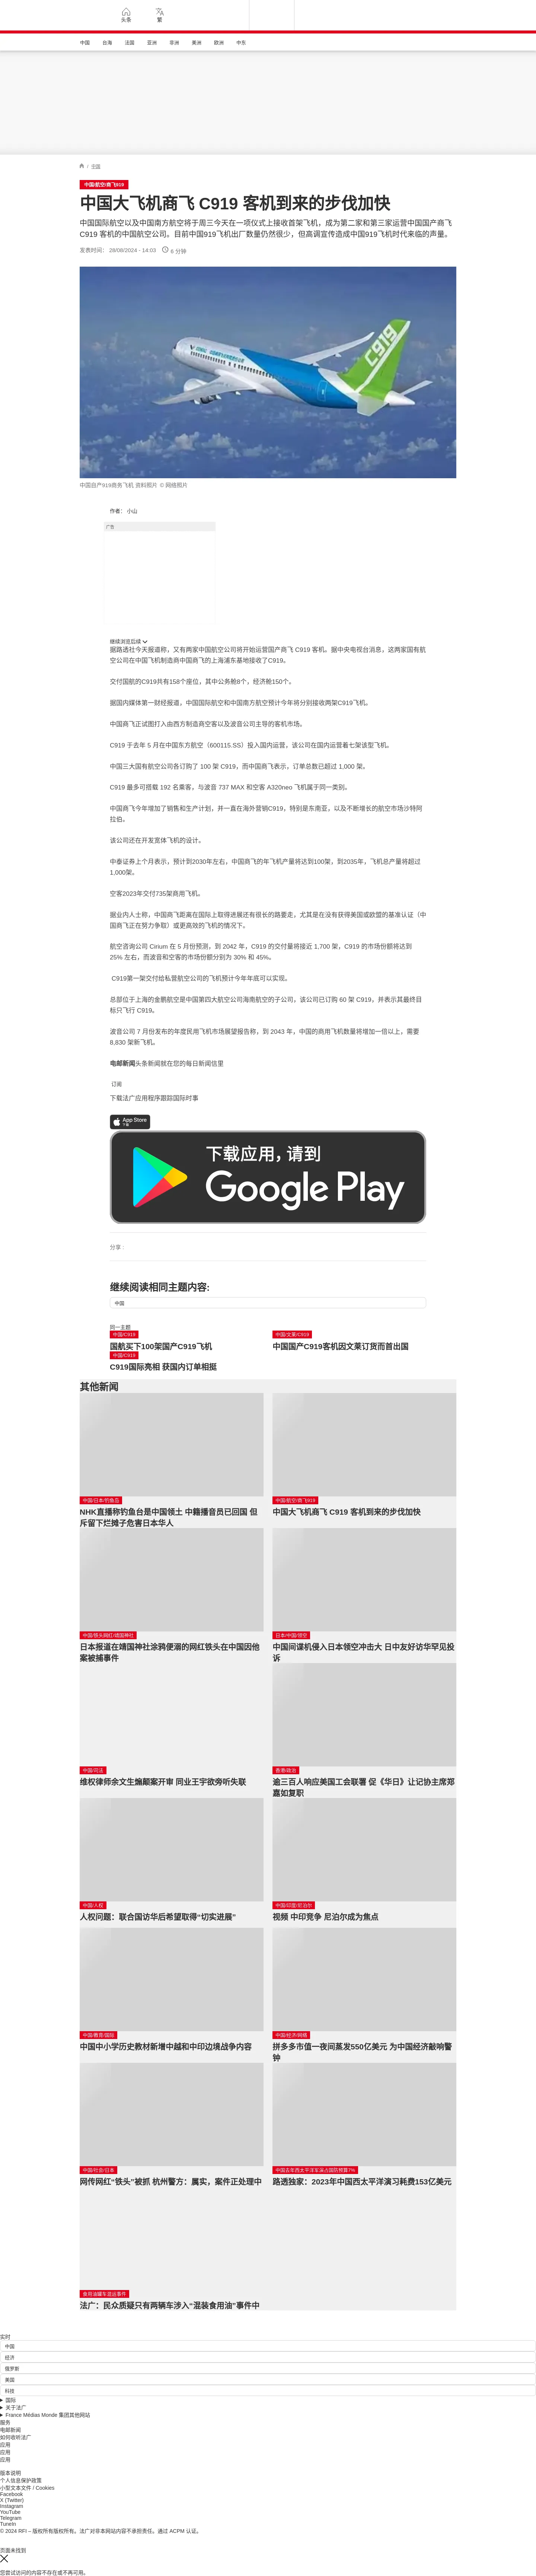 头条
繁
中国
台海
法国
亚洲
非洲
美洲
欧洲
中东
/ 中国
中国/航空/商飞919
中国大飞机商飞 C919 客机到来的步伐加快
中国国际航空以及中国南方航空将于周三今天在一项仪式上接收首架飞机，成为第二家和第三家运营中国国产商飞
C919 客机的中国航空公司。目前中国919飞机出厂数量仍然很少，但高调宣传造成中国919飞机时代来临的声量。
发表时间： 28/08/2024 - 14:03
6 分钟
C919
中国自产919商务飞机 资料照片 © 网络照片
作者： 小山
广告
继续浏览后续
据路透社今天报道称，又有两家中国航空公司将开始运营国产商飞 C919 客机。据中央电视台消息，这两家国有航
空公司在中国飞机制造商中国商飞的上海浦东基地接收了C919。
交付国航的C919共有158个座位，其中公务舱8个，经济舱150个。
据国内媒体第一财经报道，中国国际航空和中国南方航空预计今年将分别接收两架C919飞机。
中国商飞正试图打入由西方制造商空客以及波音公司主导的客机市场。
C919 于去年 5 月在中国东方航空（600115.SS）投入国内运营，该公司在国内运营着七架该型飞机。
中国三大国有航空公司各订购了 100 架 C919，而中国商飞表示，订单总数已超过 1,000 架。
C919 最多可搭载 192 名乘客，与波音 737 MAX 和空客 A320neo 飞机属于同一类别。
中国商飞今年增加了销售和生产计划，并一直在海外营销C919，特别是东南亚，以及不断增长的航空市场沙特阿
拉伯。
该公司还在开发宽体飞机的设计。
中泰证券上个月表示，预计到2030年左右，中国商飞的年飞机产量将达到100架，到2035年，飞机总产量将超过
1,000架。
空客2023年交付735架商用飞机。
据业内人士称，中国商飞距离在国际上取得进展还有很长的路要走，尤其是在没有获得美国或欧盟的基准认证（中
国商飞正在努力争取）或更高效的飞机的情况下。
航空咨询公司 Cirium 在 5 月份预测，到 2042 年，C919 的交付量将接近 1,700 架，C919 的市场份额将达到
25% 左右，而波音和空客的市场份额分别为 30% 和 45%。
C919第一架交付给私营航空公司的飞机预计今年年底可以实现。
总部位于上海的金鹏航空是中国第四大航空公司海南航空的子公司，该公司已订购 60 架 C919，并表示其最终目
标只飞行 C919。
波音公司 7 月份发布的年度民用飞机市场展望报告称，到 2043 年，中国的商用飞机数量将增加一倍以上，需要
8,830 架新飞机。
电邮新闻头条新闻就在您的每日新闻信里
订阅
下载法广应用程序跟踪国际时事
App Store
下载
下载应用，请到
Google Play
分享 :
继续阅读相同主题内容:
中国
同一主题
中国/C919
国航买下100架国产C919飞机
中国/文莱/C919
中国国产C919客机因文莱订货而首出国
中国/C919
C919国际亮相 获国内订单相挺
其他新闻
中国/日本/钓鱼岛
NHK直播称钓鱼台是中国领土 中籍播音员已回国 但
斥留下烂摊子危害日本华人
中国/航空/商飞919
中国大飞机商飞 C919 客机到来的步伐加快
中国/铁头网红/靖国神社
日本报道在靖国神社涂鸦便溺的网红铁头在中国因他
案被捕事件
日本/中国/领空
中国间谍机侵入日本领空冲击大 日中友好访华罕见投
诉
中国/司法
维权律师余文生煽颠案开审 同业王宇欲旁听失联
香港/政治
逾三百人响应美国工会联署 促《华日》让记协主席郑
嘉如复职
中国/人权
人权问题：联合国访华后希望取得“切实进展”
中国/印度/尼泊尔
视频 中印竞争 尼泊尔成为焦点
中国/教育/国际
中国中小学历史教材新增中越和中印边境战争内容
中国/经济/网络
拼多多市值一夜间蒸发550亿美元 为中国经济敲响警
钟
中国/社会/日本
网传网红“铁头”被抓 杭州警方：属实，案件正处理中
中国去年西太平洋军演占国防预算7%
路透独家：2023年中国西太平洋演习耗费153亿美元
食用油罐车混运事件
法广：民众质疑只有两辆车涉入“混装食用油”事件中
实时
中国
经济
俄罗斯
美国
科技
国际
关于法广
France Médias Monde 集团其他网站
服务
电邮新闻
如何收听法广
应用
应用
应用
版本说明
个人信息保护政策
小型文本文件 / Cookies
Facebook
X (Twitter)
Instagram
YouTube
Telegram
TuneIn
© 2024 RFI – 版权所有版权所有。法广对非本网站内容不承担责任。通过 ACPM 认证。
页面未找到
您尝试访问的内容不存在或不再可用。